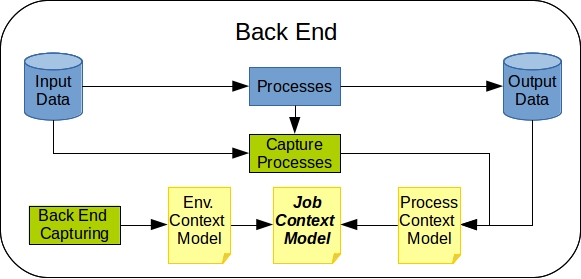 Back End
Input
Data
Processes
Output
Data
Capture
Processes
Back End
Capturing
Env.
Context
Model
Job
Context
Model
Process
Context
Model